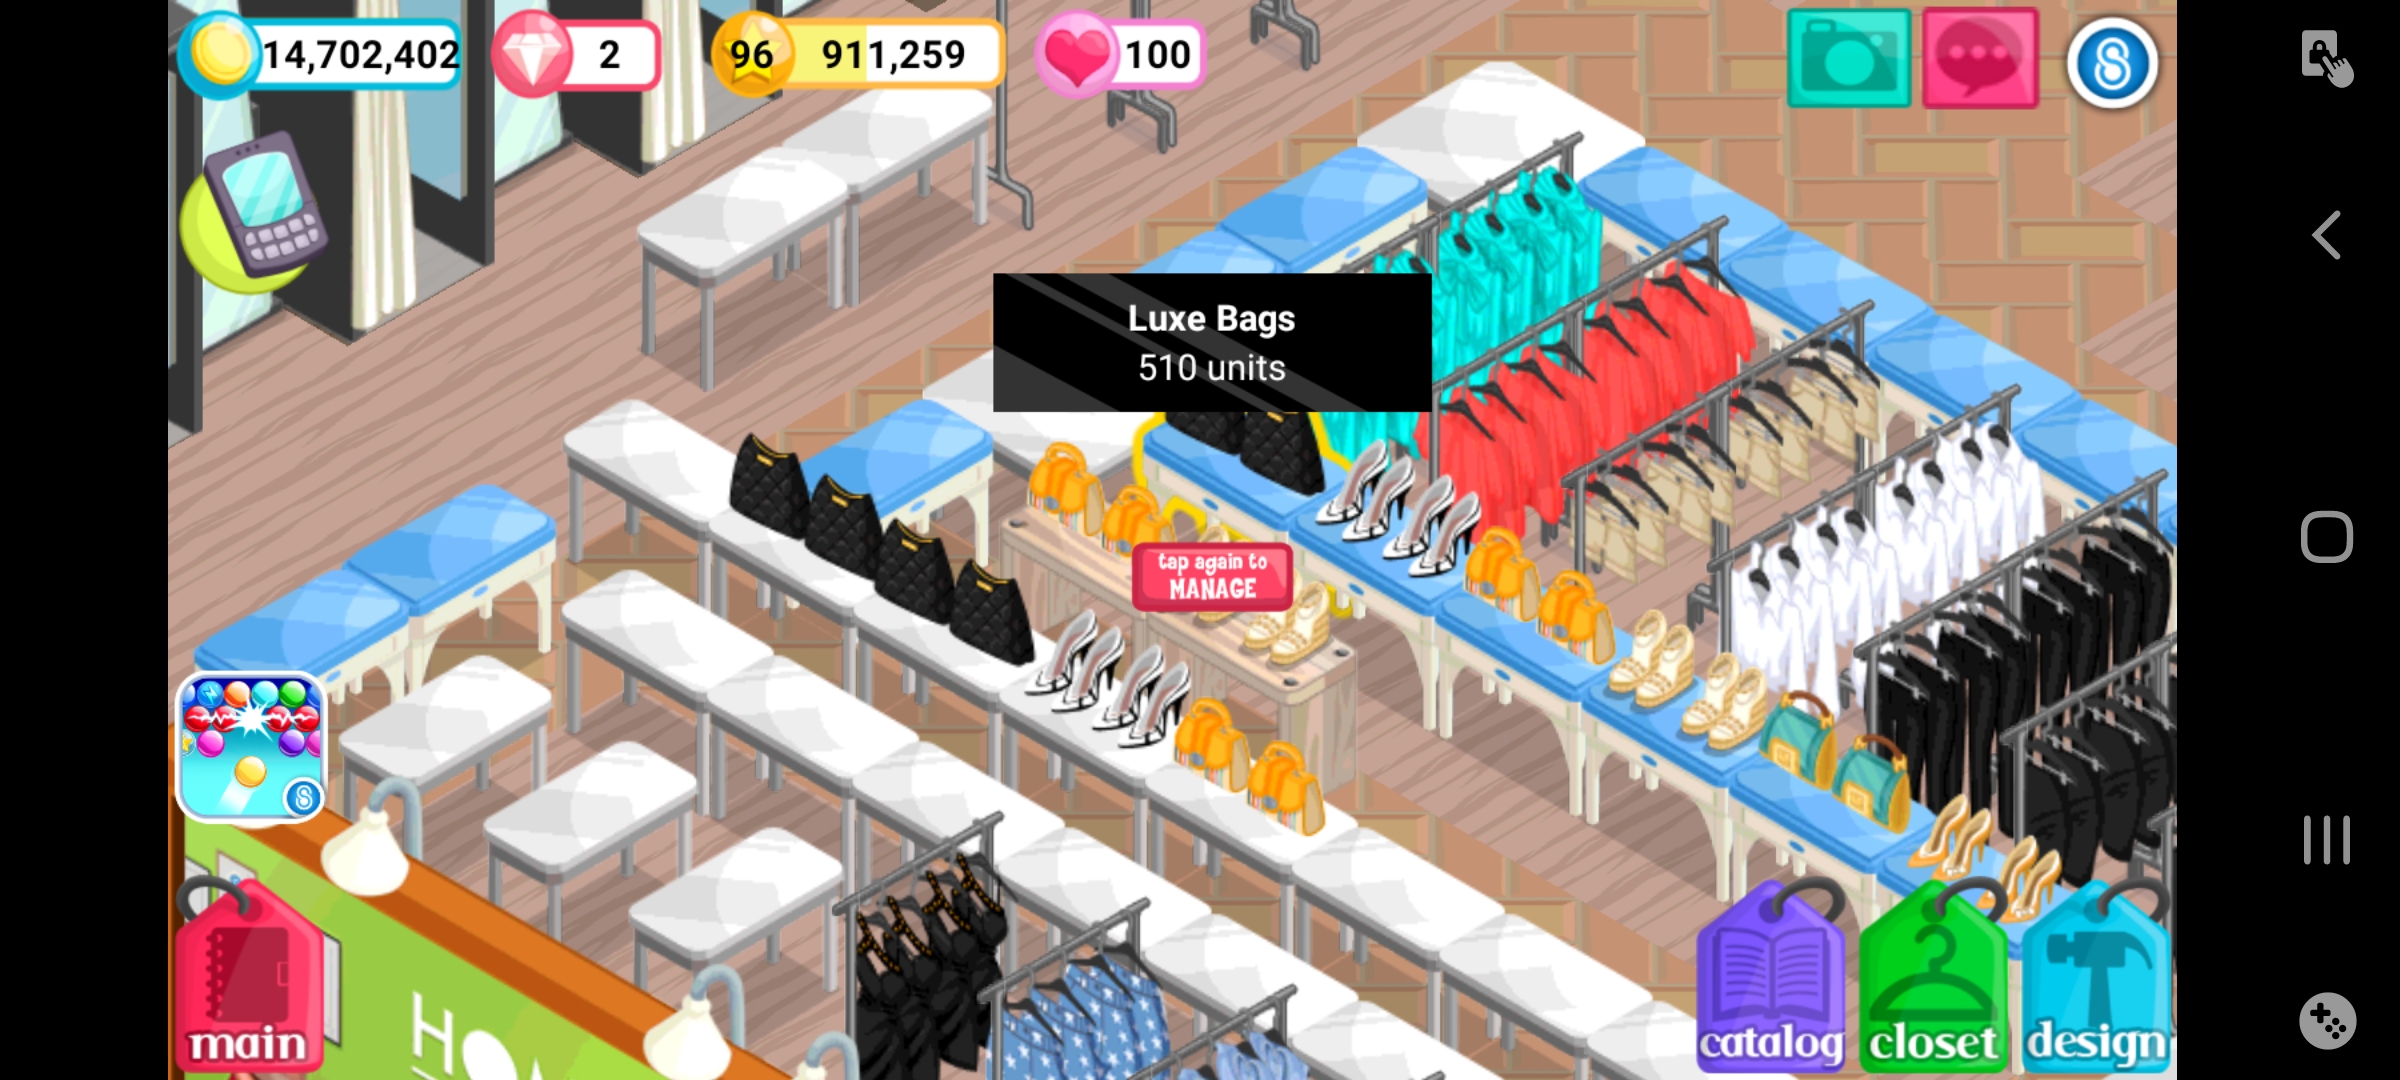 14,702,402
2
96
911,259
100
Luxe Bags
510 units
tap again to
MANAGE
main
HO
catalog
closet
design